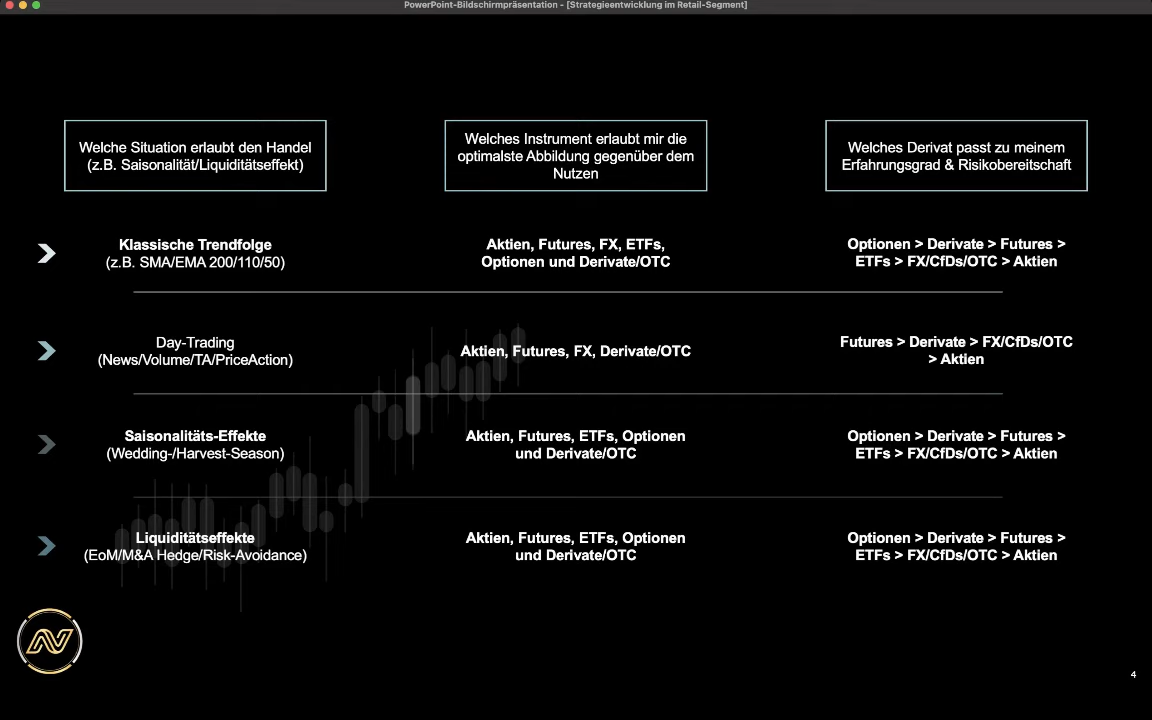 PowerPoint-Bildschirmpräsentation - [Strategieentwicklung im Retail-Segment]
Welche Situation erlaubt den Handel
(z.B. Saisonalität/Liquiditätseffekt)
Welches Instrument erlaubt mir die
optimalste Abbildung gegenüber dem
Nutzen
Welches Derivat passt zu meinem
Erfahrungsgrad & Risikobereitschaft
Klassische Trendfolge
(z.B. SMA/EMA 200/110/50)
Aktien, Futures, FX, ETFs,
Optionen und Derivate/OTC
Optionen > Derivate > Futures >
ETFs > FX/CfDs/OTC > Aktien
Day-Trading
(News/Volume/TA/PriceAction)
Aktien, Futures, FX, Derivate/OTC
Futures > Derivate > FX/CfDs/OTC
> Aktien
Saisonalitäts-Effekte
(Wedding-/Harvest-Season)
Aktien, Futures, ETFs, Optionen
und Derivate/OTC
Optionen > Derivate > Futures >
ETFs > FX/CfDs/OTC > Aktien
Liquiditätseffekte
(EoM/M&A Hedge/Risk-Avoidance)
Aktien, Futures, ETFs, Optionen
und Derivate/OTC
Optionen > Derivate > Futures >
ETFs > FX/CfDs/OTC > Aktien
4